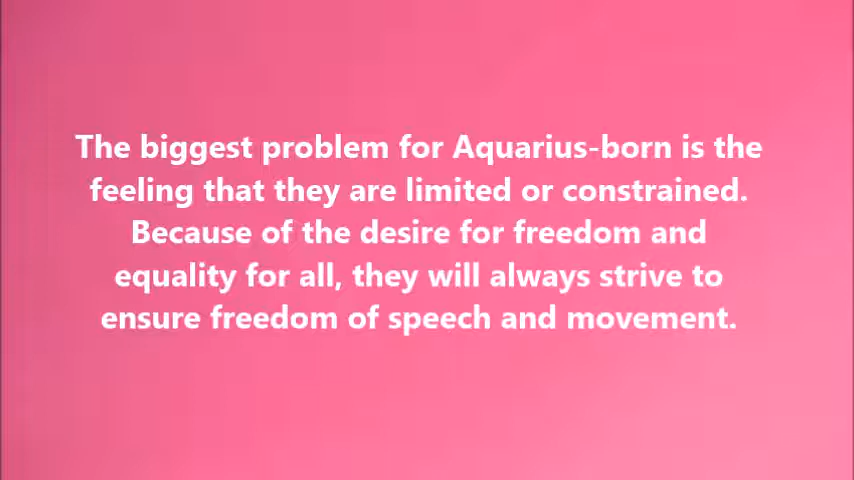 The biggest problem for Aquarius-born is the
feeling that they are limited or constrained.
Because of the desire for freedom and
equality for all, they will always strive to
ensure freedom of speech and movement.